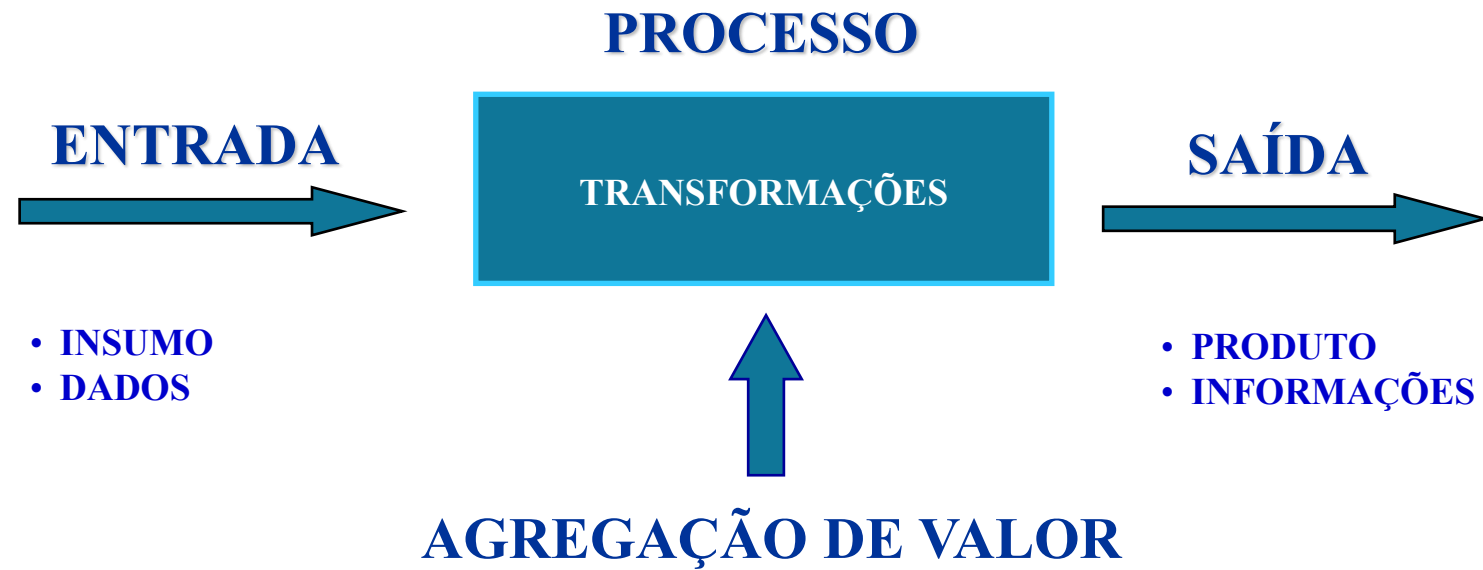 PROCESSO
ENTRADA
TRANSFORMAÇÕES
SAÍDA
• INSUMO
• DADOS
• PRODUTO
• INFORMAÇÕES
AGREGAÇÃO DE VALOR